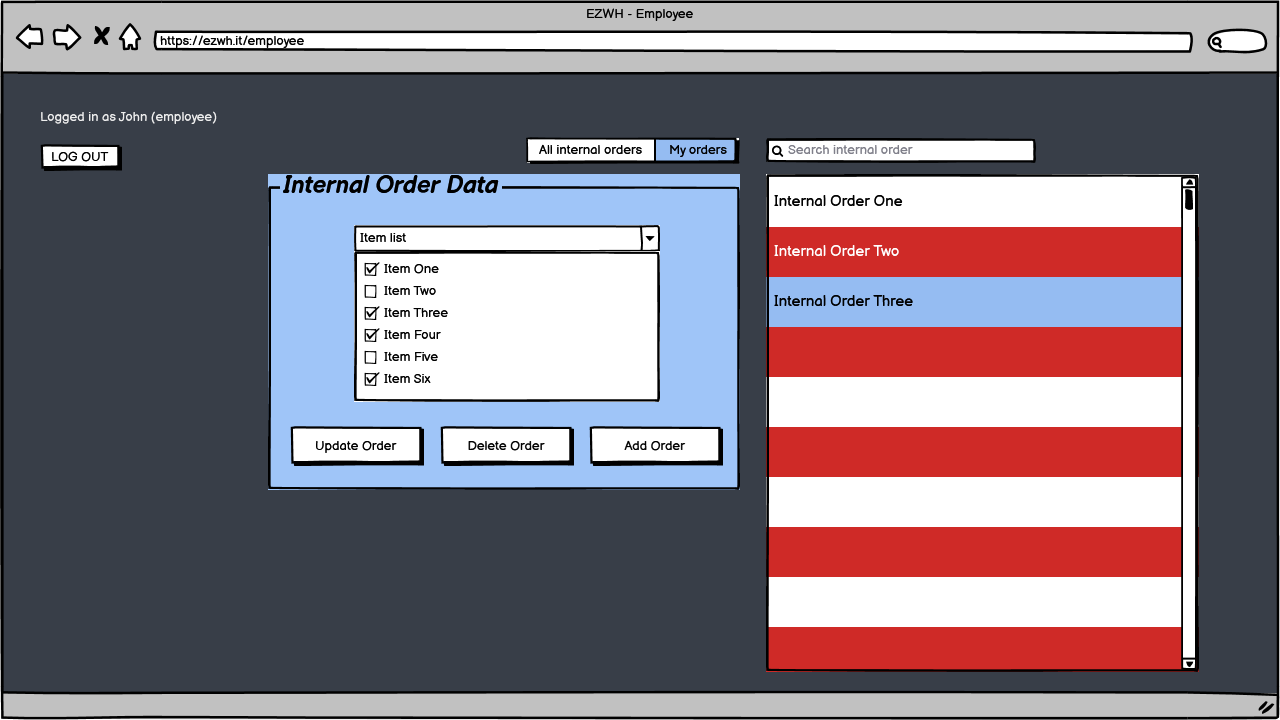 EZWH - Employee
https://ezwh.it/employee
Logged in as John (employee)
LOG OUT
All internal orders
My orders
Search internal order
Internal Order Data
Item list
Item One
Item Two
Item Three
Item Four
Item Five
Item Six
Update Order
Delete Order
Add Order
Internal Order One
Internal Order Two
Internal Order Three